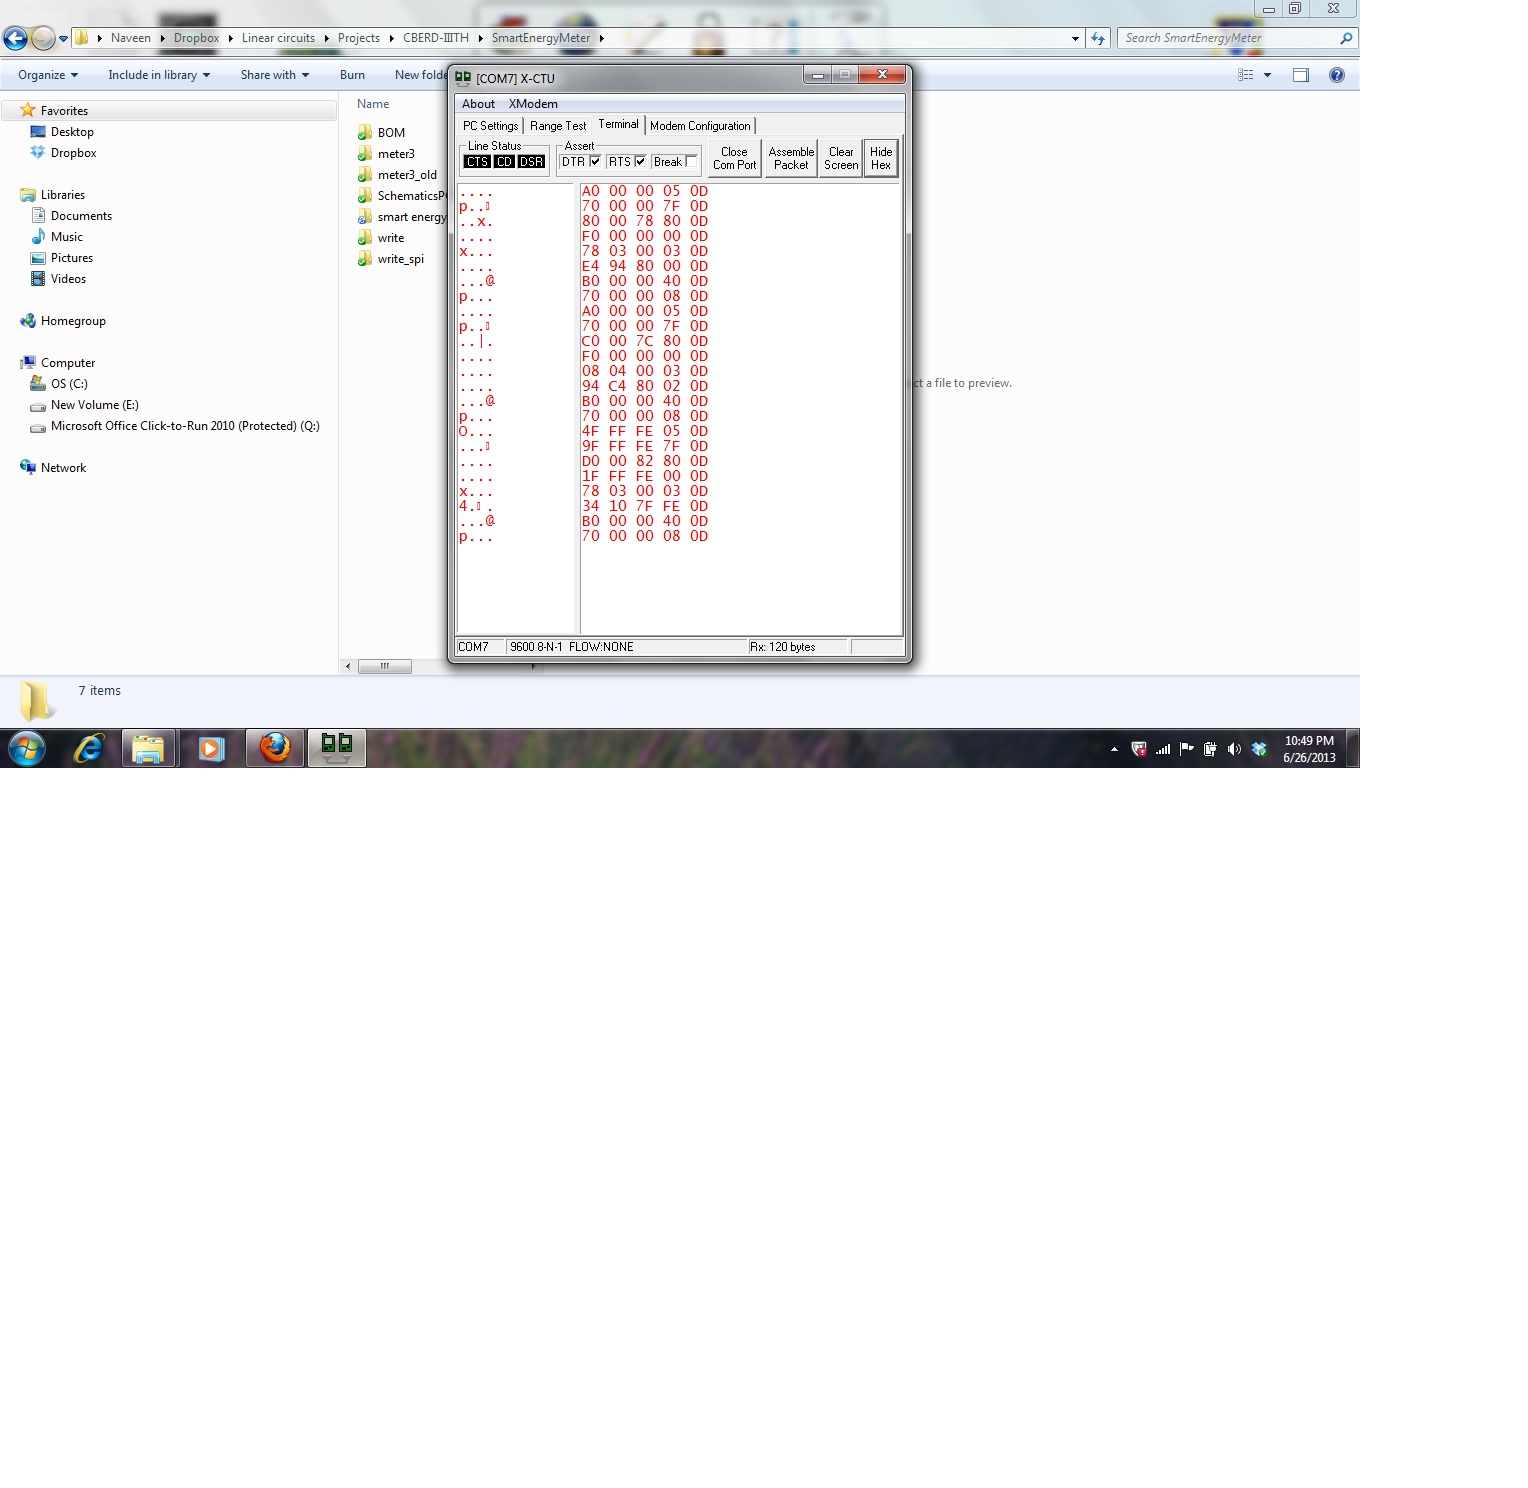 Naveen Dropbox Linear circuits Projects CBERD-IIITH SmartEnergyMeter
Search SmartEnergyMeter
Organize Include in library Share with Burn New folde
[COM7] X-CTU
Favorites
Desktop
Dropbox
Libraries
Documents
Music
Pictures
Videos
Homegroup
Computer
OS (C:)
New Volume (E:)
Microsoft Office Click-to-Run 2010 (Protected) (Q:)
Network
Name
BOM
meter3
meter3_old
SchematicsP
smart energy
write
write_spi
About XModem
PC Settings Range Test Terminal Modem Configuration
Line Status
CTS CD DSR
Assert
DTR RTS Break
Close Com Port
Assemble Packet
Clear Screen
Hide Hex
.... A0 00 00 05 0D
p..▯ 70 00 00 7F 0D
..x. 80 00 78 80 0D
.... F0 00 00 00 0D
x... 78 03 00 03 0D
.... E4 94 80 00 0D
...@ B0 00 00 40 0D
p... 70 00 00 08 0D
.... A0 00 00 05 0D
p..▯ 70 00 00 7F 0D
..|. C0 00 7C 80 0D
.... F0 00 00 00 0D
.... 08 04 00 03 0D
.... 94 C4 80 02 0D
...@ B0 00 00 40 0D
p... 70 00 00 08 0D
O... 4F FF FE 05 0D
...▯ 9F FF FE 7F 0D
.... D0 00 82 80 0D
.... 1F FF FE 00 0D
x... 78 03 00 03 0D
4.▯. 34 10 7F FE 0D
...@ B0 00 00 40 0D
p... 70 00 00 08 0D
ct a file to preview.
COM7 9600 8-N-1 FLOW:NONE Rx: 120 bytes
7 items
10:49 PM
6/26/2013